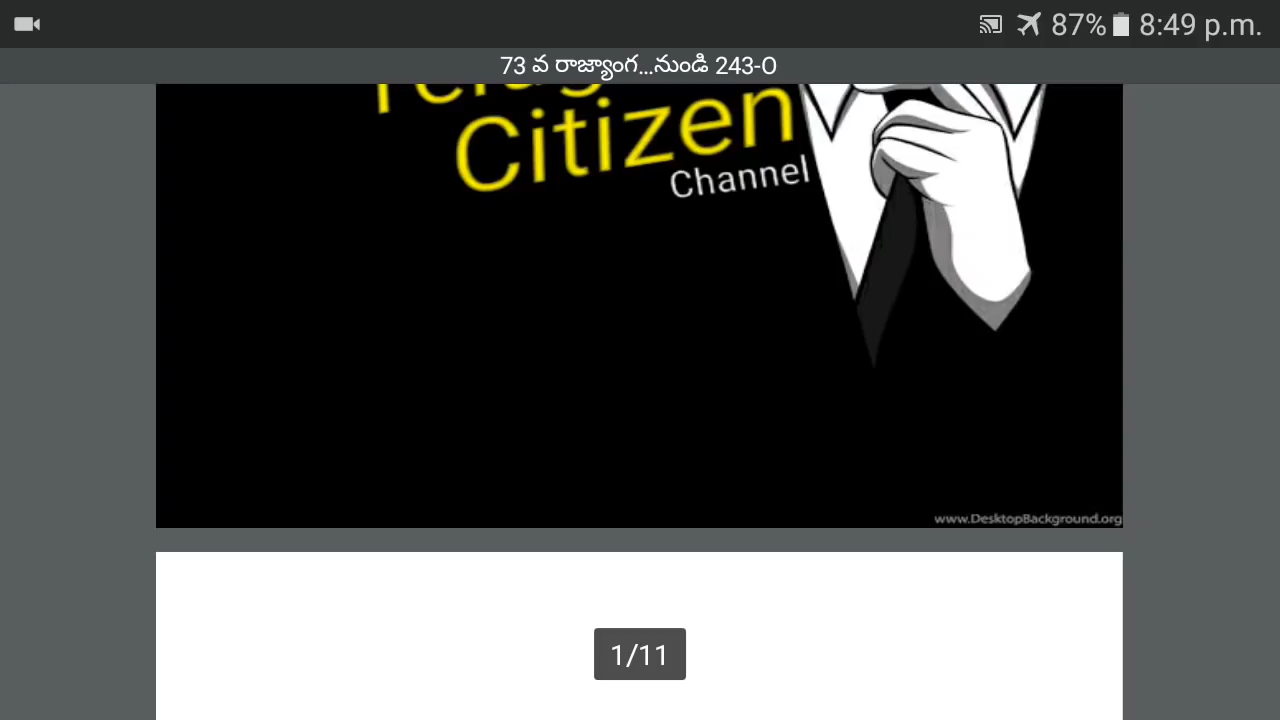 87% 8:49 p.m.
73 వ రాజ్యాంగ...నుండి 243-O
Citizen
Channel
www.DesktopBackground.org
1/11